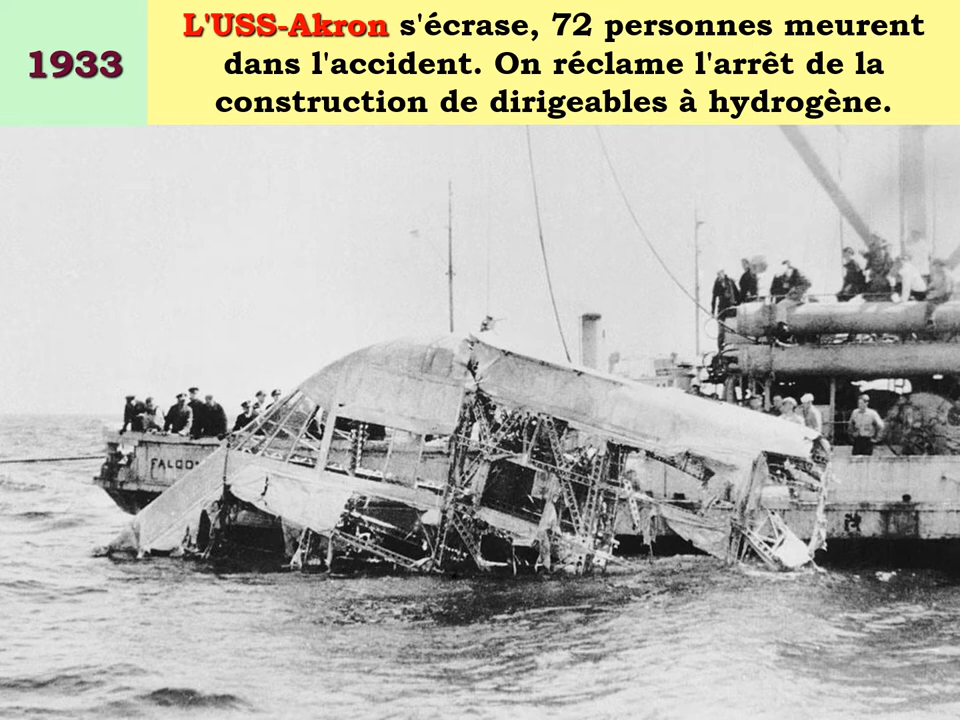 1933
L'USS-Akron s'écrase, 72 personnes meurent
dans l'accident. On réclame l'arrêt de la
construction de dirigeables à hydrogène.
FALCO